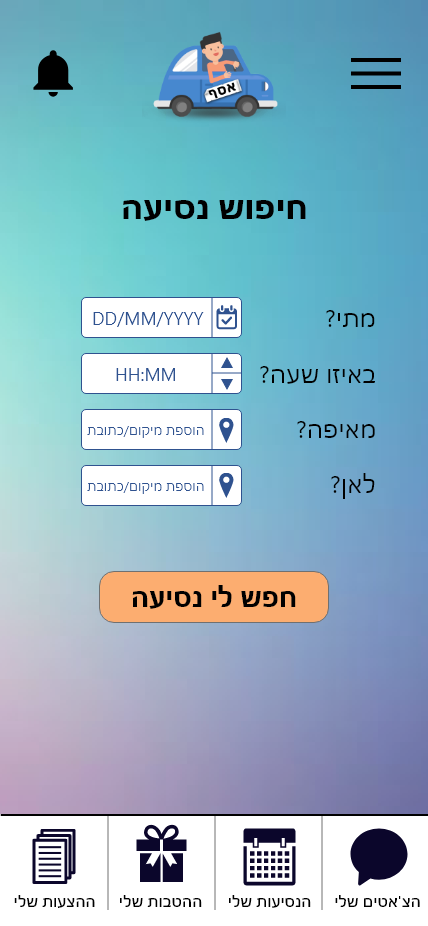 אסף
חיפוש נסיעה
מתי?
DD/MM/YYYY
באיזו שעה?
HH:MM
מאיפה?
הוספת מיקום/כתובת
לאן?
הוספת מיקום/כתובת
חפש לי נסיעה
הצ'אטים שלי
הנסיעות שלי
ההטבות שלי
ההצעות שלי